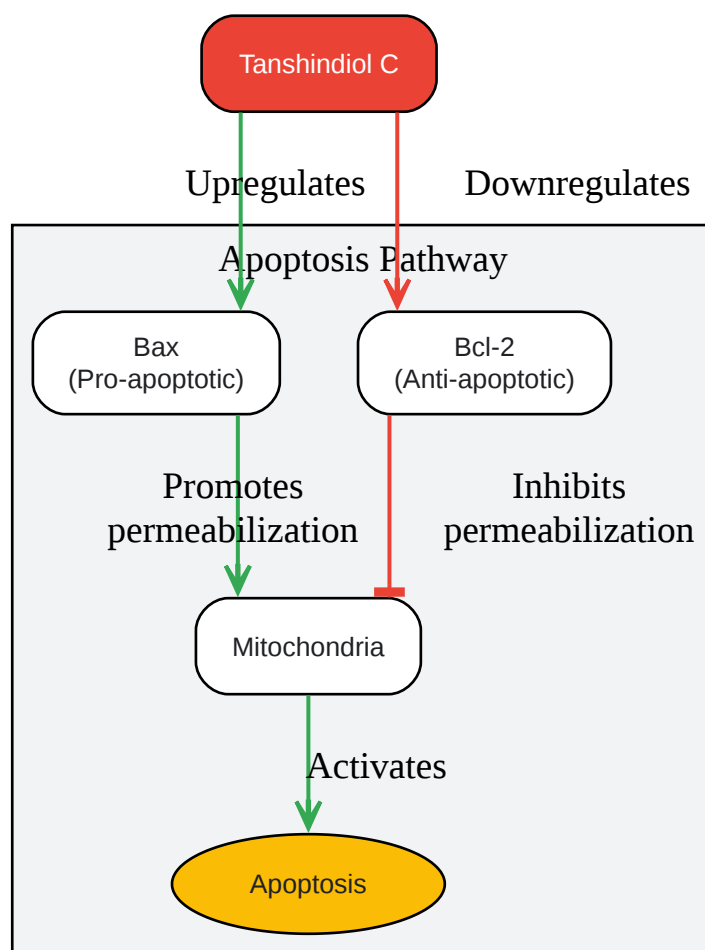 Tanshindiol C
Upregulates
Downregulates
Apoptosis Pathway
Bax
(Pro-apoptotic)
Bcl-2
(Anti-apoptotic)
Promotes
permeabilization
Inhibits
permeabilization
Mitochondria
Activates
Apoptosis